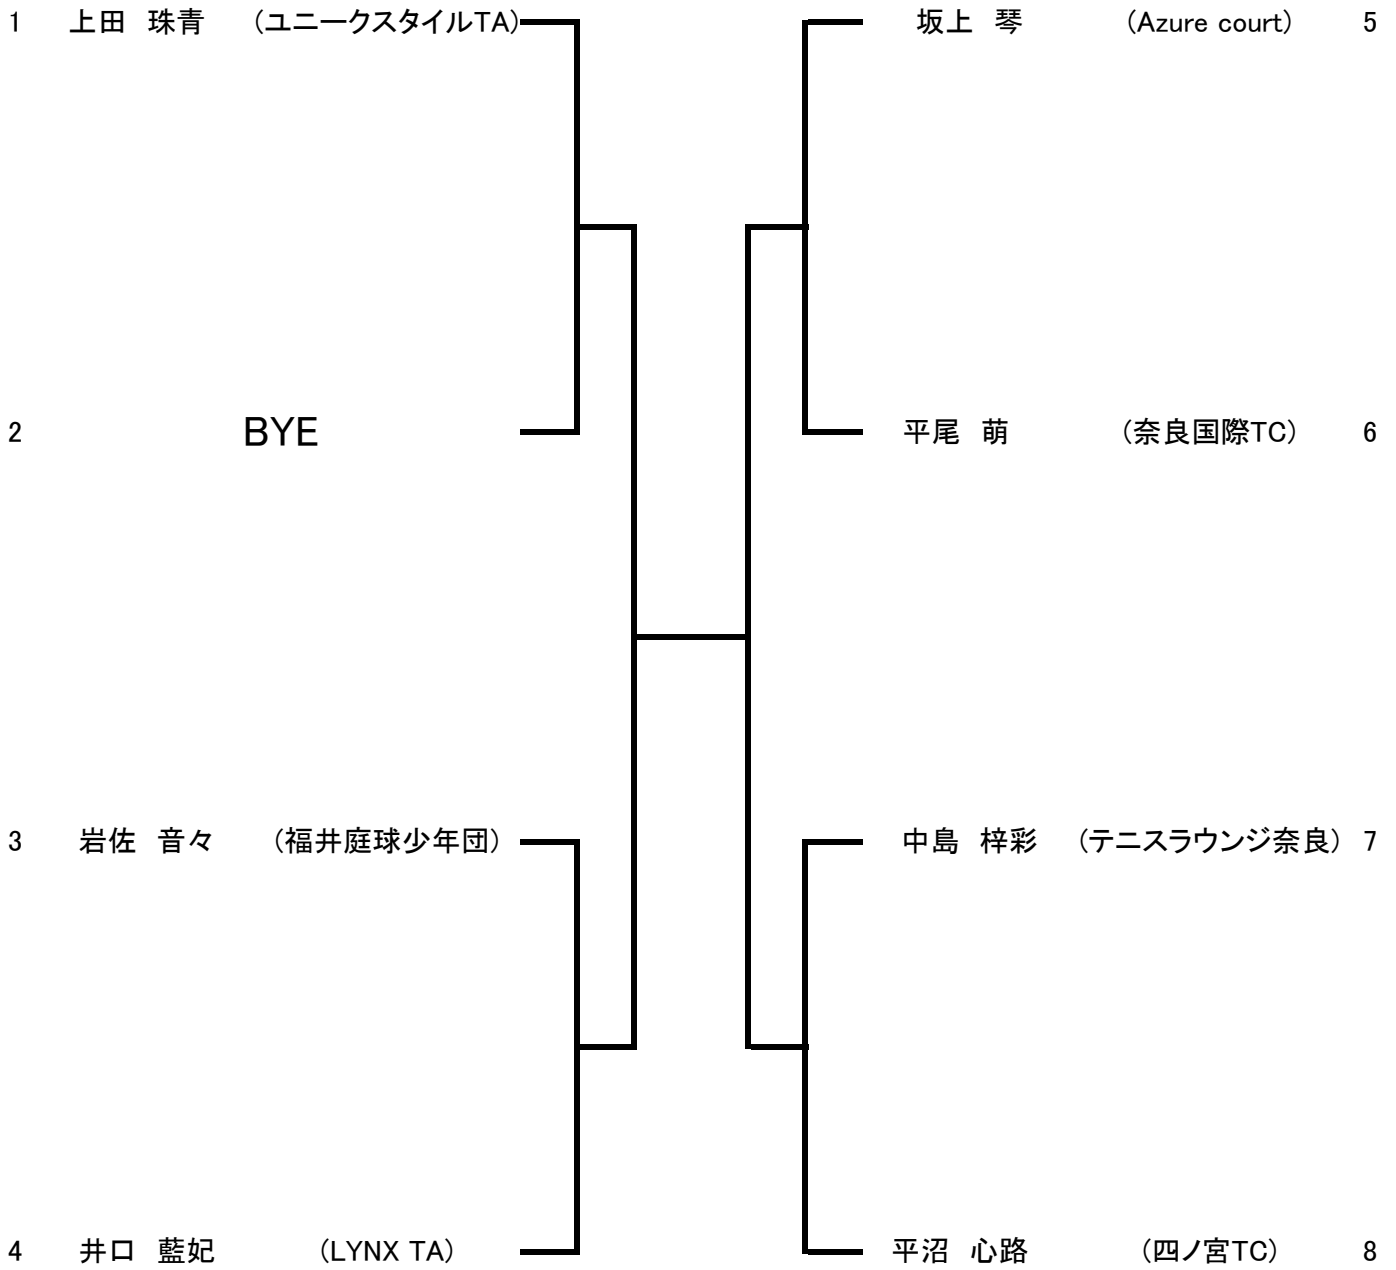 1 上田 珠青 (ユニークスタイルTA)
2 BYE
3 岩佐 音々 (福井庭球少年団)
4 井口 藍妃 (LYNX TA)
坂上 琴 (Azure court) 5
平尾 萌 (奈良国際TC) 6
中島 梓彩 (テニスラウンジ奈良) 7
平沼 心路 (四ノ宮TC) 8